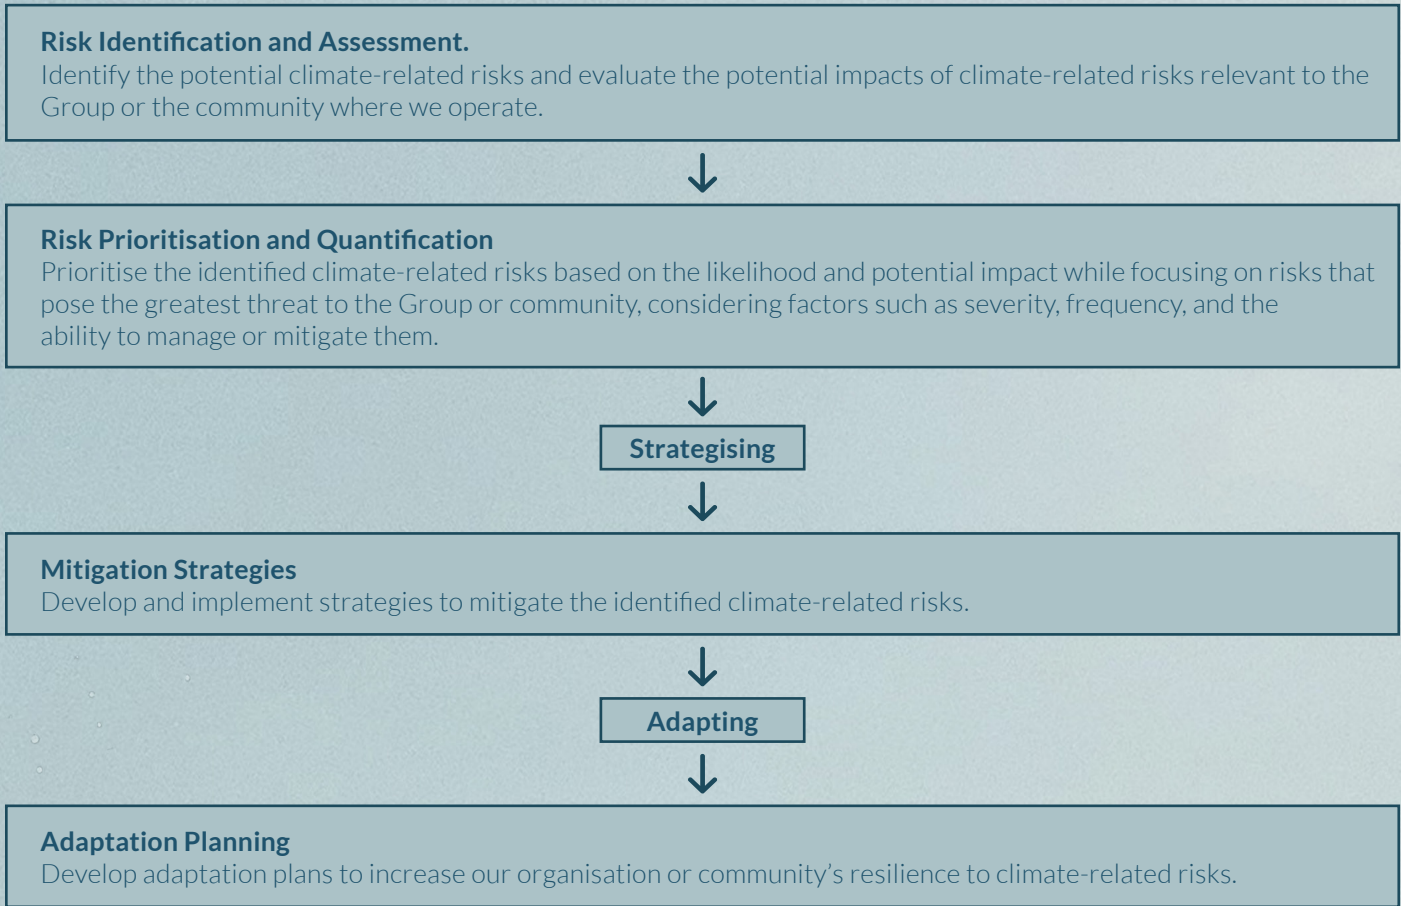 Risk Identification and Assessment.
Identify the potential climate-related risks and evaluate the potential impacts of climate-related risks relevant to the
Group or the community where we operate.
Risk Prioritisation and Quantification
Prioritise the identified climate-related risks based on the likelihood and potential impact while focusing on risks that
pose the greatest threat to the Group or community, considering factors such as severity, frequency, and the
ability to manage or mitigate them.
Strategising
Mitigation Strategies
Develop and implement strategies to mitigate the identified climate-related risks.
Adapting
Adaptation Planning
Develop adaptation plans to increase our organisation or community’s resilience to climate-related risks.